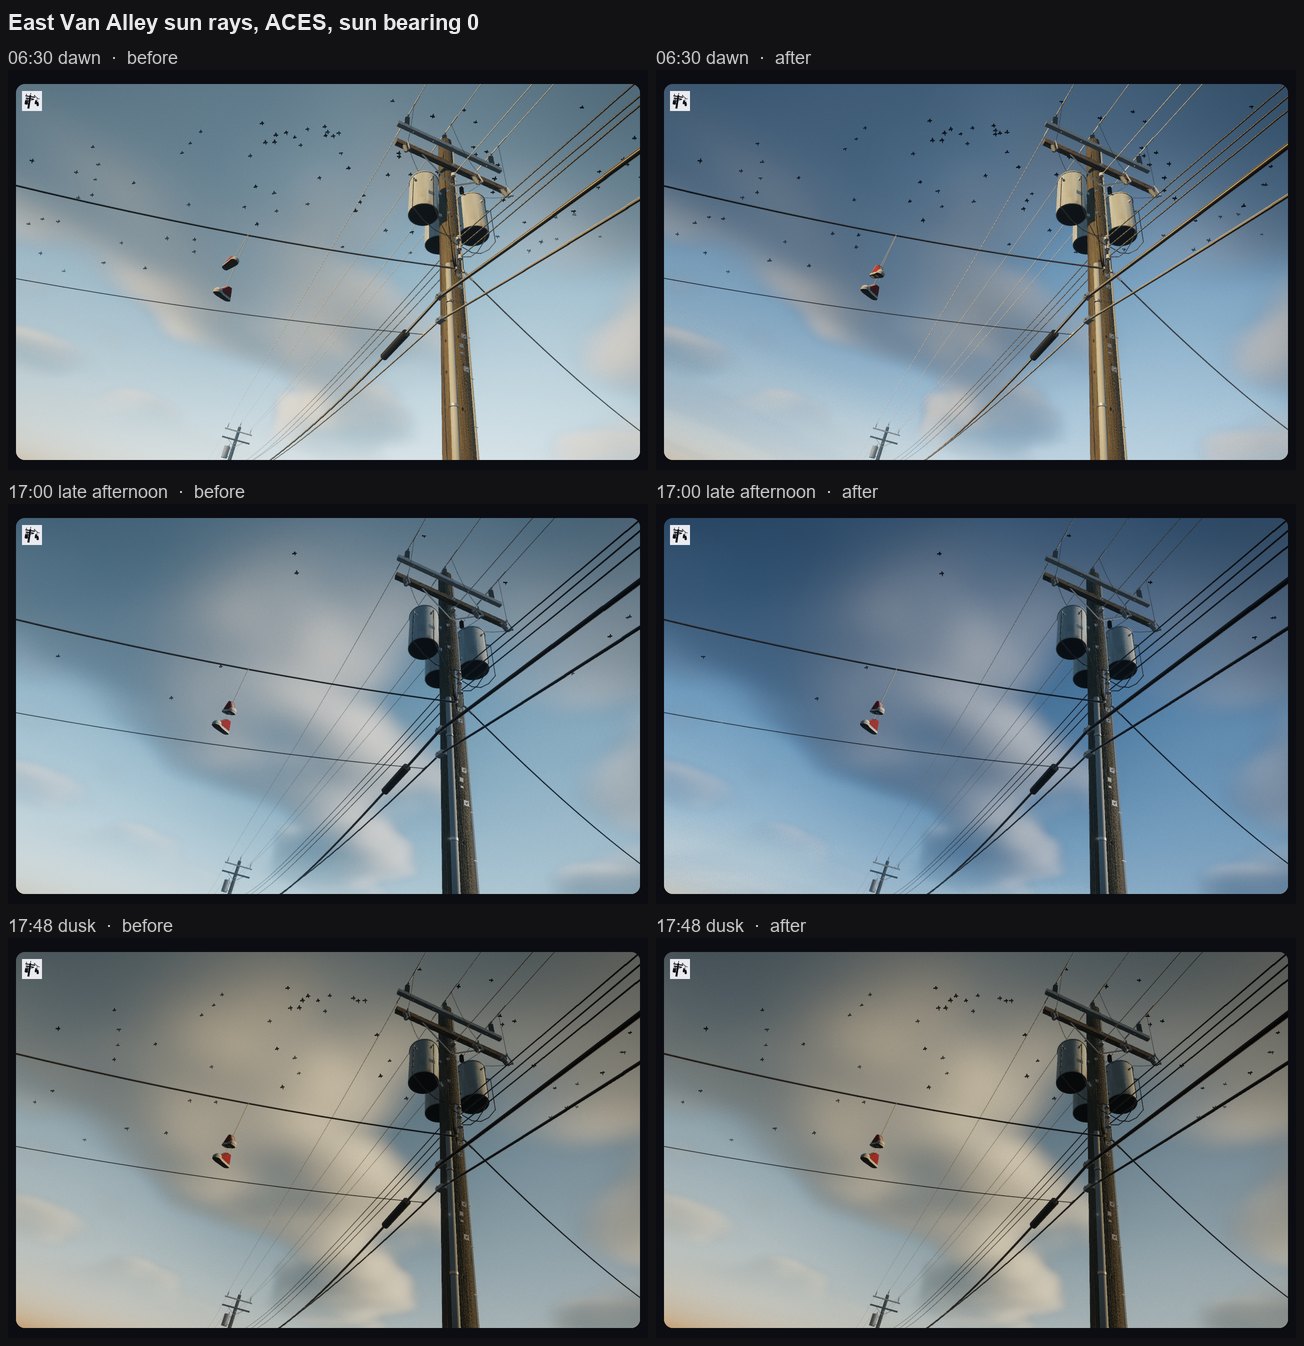 East Van Alley sun rays, ACES, sun bearing 0
06:30 dawn · before
06:30 dawn · after
17:00 late afternoon · before
17:00 late afternoon · after
17:48 dusk · before
17:48 dusk · after